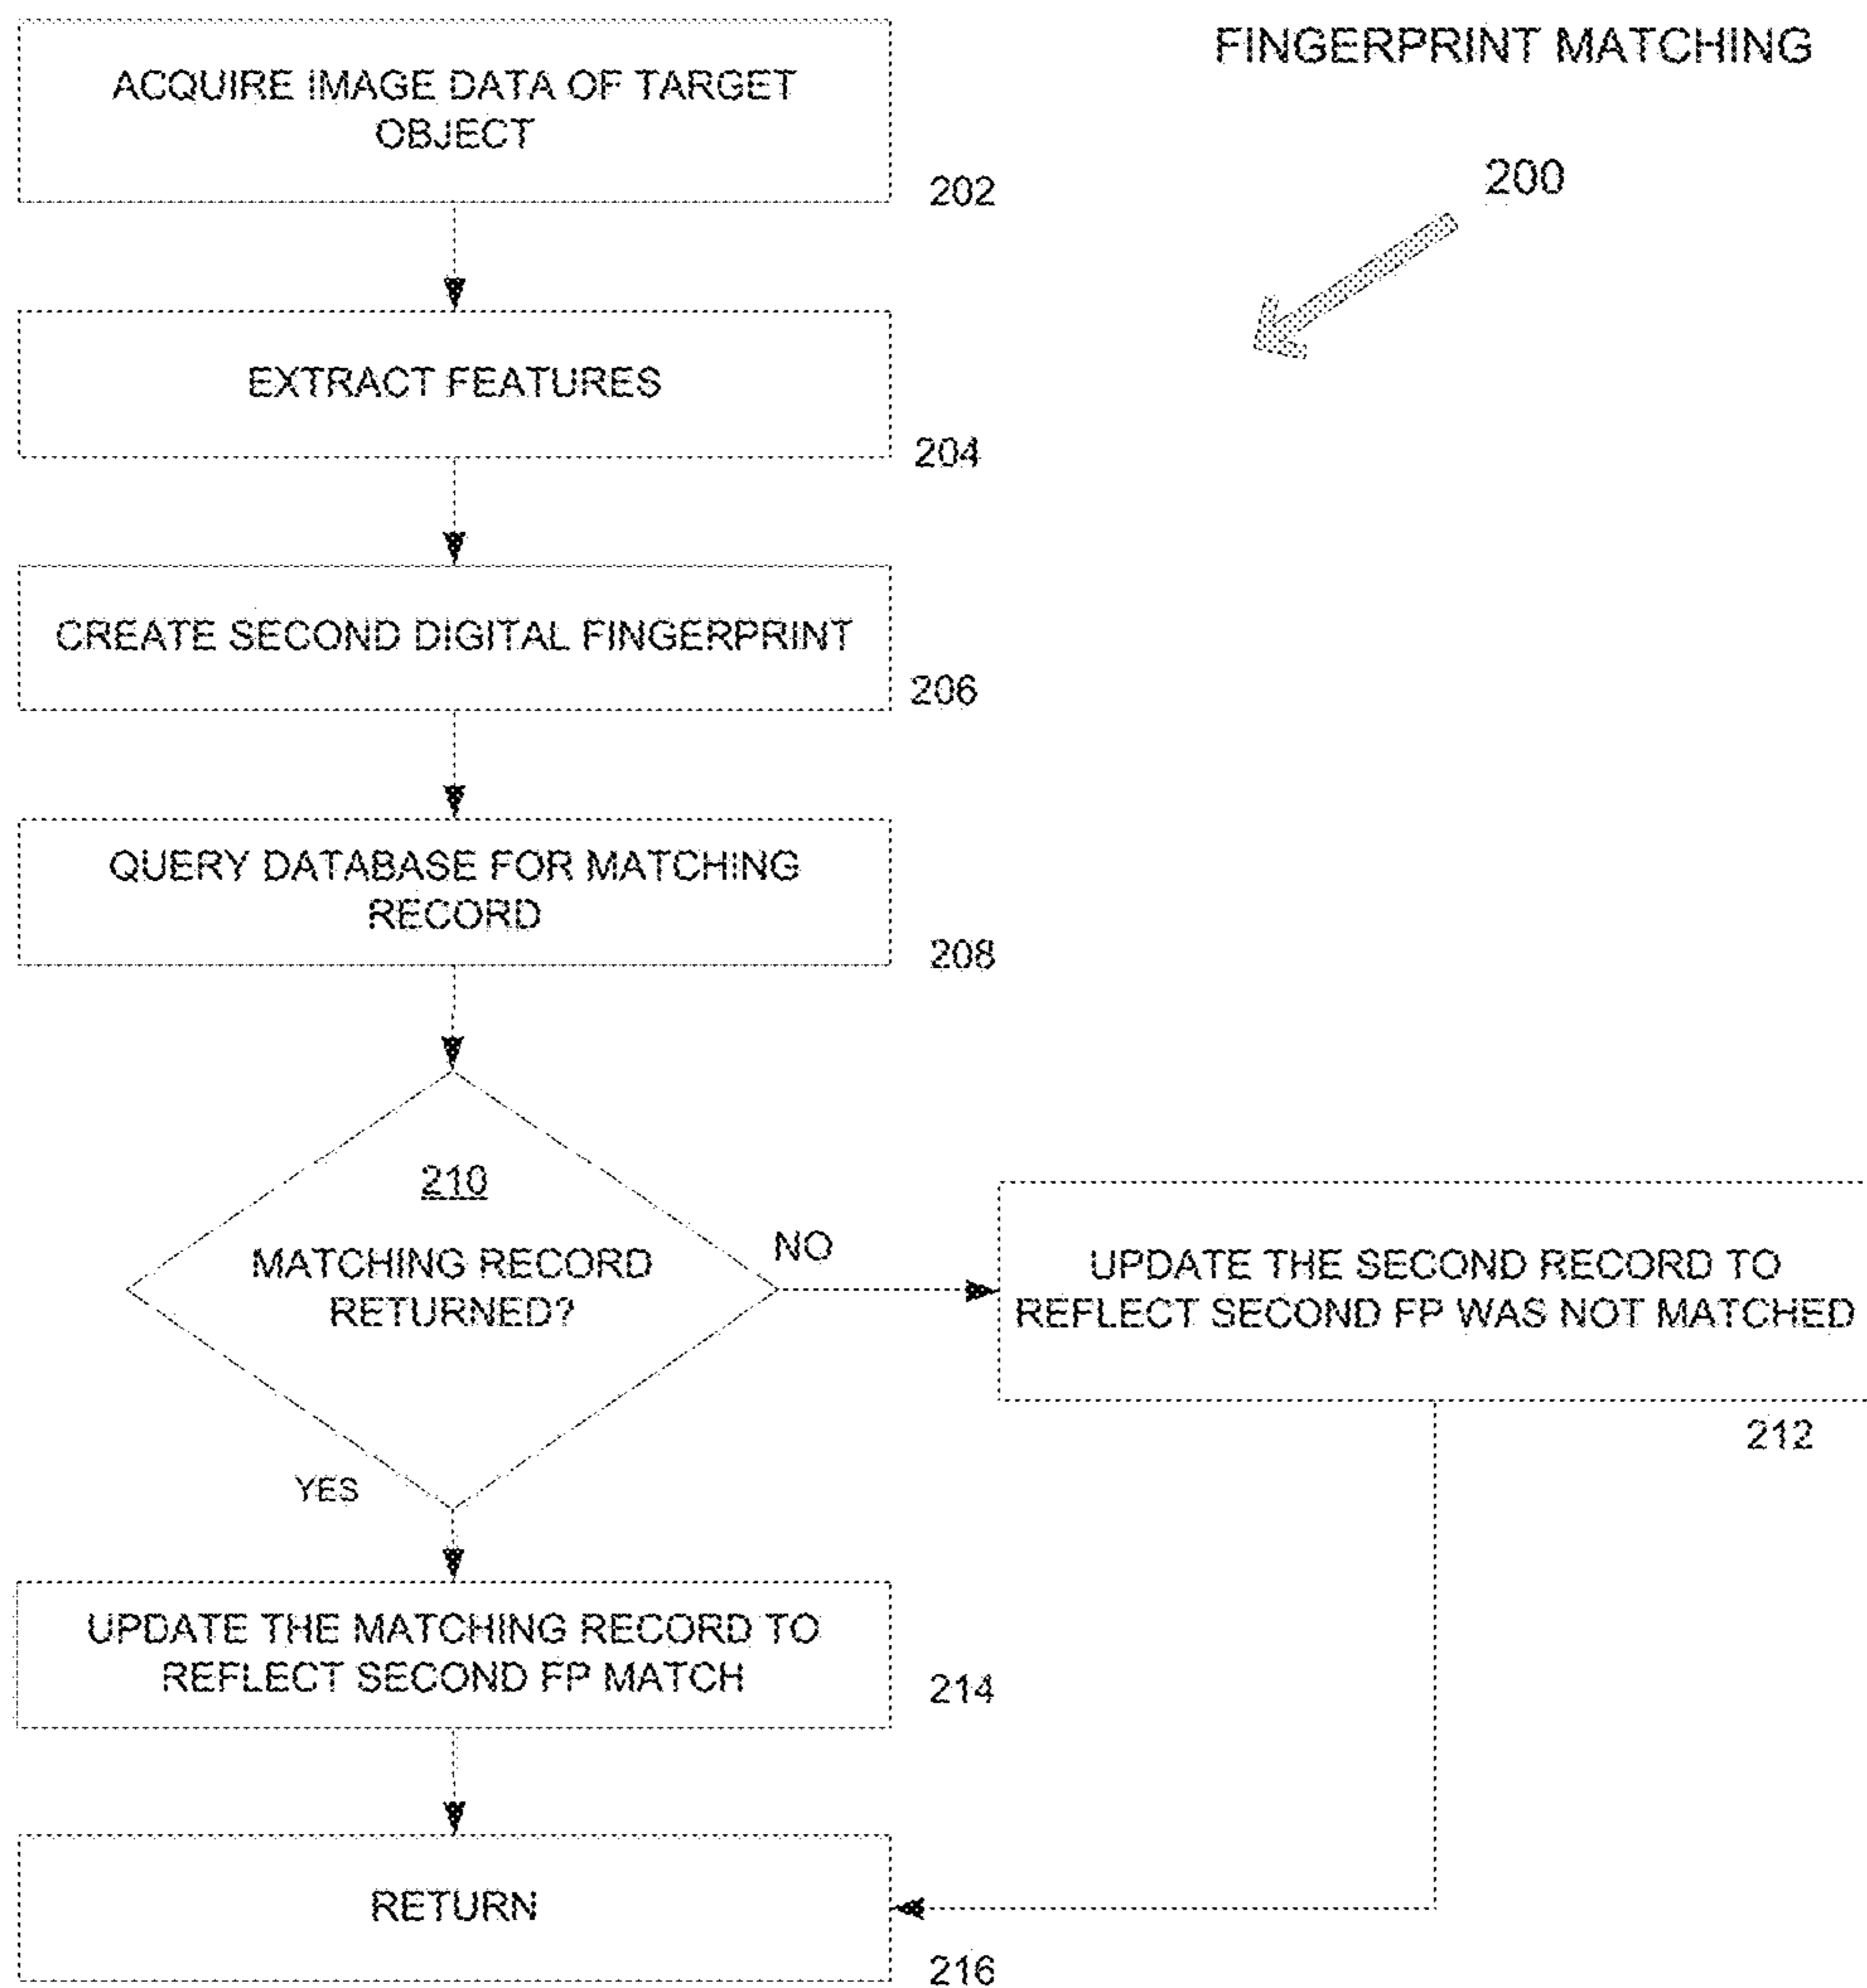 FINGERPRINT MATCHING
200
ACQUIRE IMAGE DATA OF TARGET
OBJECT
202
EXTRACT FEATURES
204
CREATE SECOND DIGITAL FINGERPRINT
206
QUERY DATABASE FOR MATCHING
RECORD
208
210
MATCHING RECORD
RETURNED?
NO
UPDATE THE SECOND RECORD TO
REFLECT SECOND FP WAS NOT MATCHED
212
YES
UPDATE THE MATCHING RECORD TO
REFLECT SECOND FP MATCH
214
RETURN
216